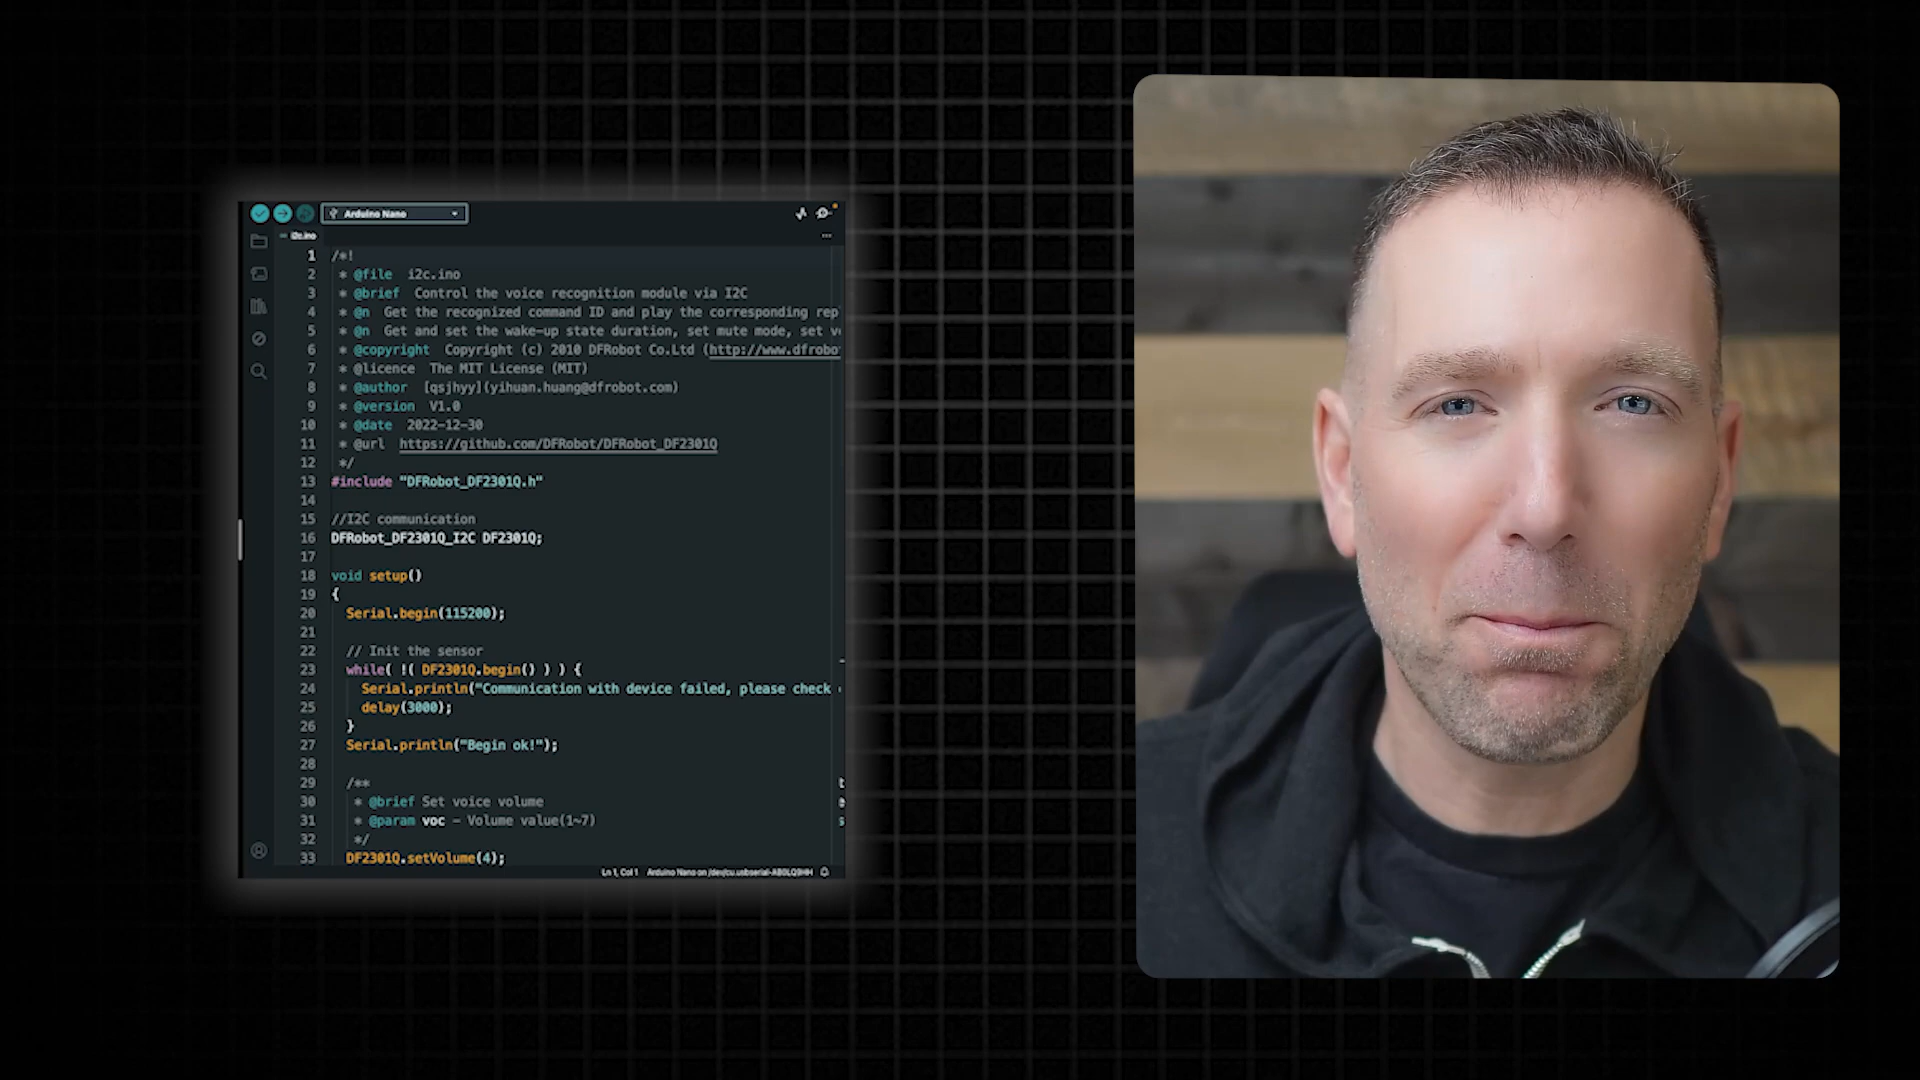 Arduino Nano
i2c.ino
1 /*!
2 * @file i2c.ino
3 * @brief Control the voice recognition module via I2C
4 * @n Get the recognized command ID and play the corresponding rep
5 * @n Get and set the wake-up state duration, set mute mode, set v
6 * @copyright Copyright (c) 2010 DFRobot Co.Ltd (http://www.dfrobo
7 * @licence The MIT License (MIT)
8 * @author [qsjhyy](yihuan.huang@dfrobot.com)
9 * @version V1.0
10 * @date 2022-12-30
11 * @url https://github.com/DFRobot/DFRobot_DF2301Q
12 */
13 #include "DFRobot_DF2301Q.h"
14
15 //I2C communication
16 DFRobot_DF2301Q_I2C DF2301Q;
17
18 void setup()
19 {
20 Serial.begin(115200);
21
22 // Init the sensor
23 while( !( DF2301Q.begin() ) ) {
24 Serial.println("Communication with device failed, please check
25 delay(3000);
26 }
27 Serial.println("Begin ok!");
28
29 /**
30 * @brief Set voice volume
31 * @param voc - Volume value(1~7)
32 */
33 DF2301Q.setVolume(4);
Ln 1, Col 1 Arduino Nano on